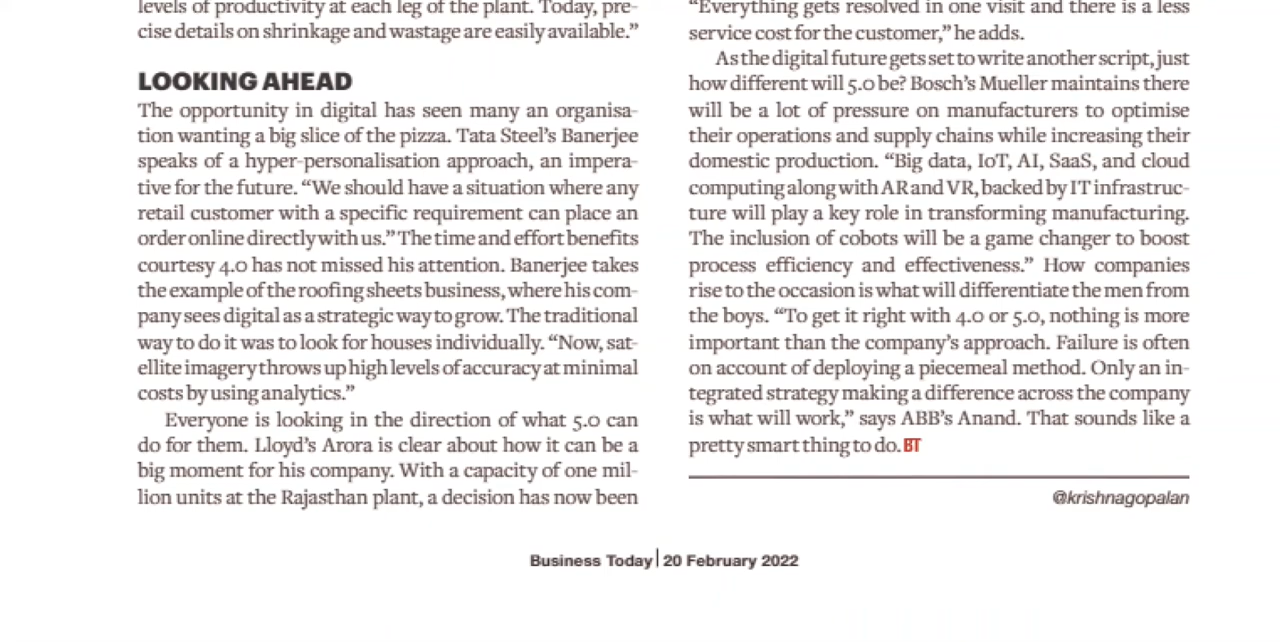 levels of productivity at each leg of the plant. Today, pre-
cise details on shrinkage and wastage are easily available.”
LOOKING AHEAD
The opportunity in digital has seen many an organisa-
tion wanting a big slice of the pizza. Tata Steel’s Banerjee
speaks of a hyper-personalisation approach, an impera-
tive for the future. “We should have a situation where any
retail customer with a specific requirement can place an
order online directly with us.” The time and effort benefits
courtesy 4.0 has not missed his attention. Banerjee takes
the example of the roofing sheets business, where his com-
pany sees digital as a strategic way to grow. The traditional
way to do it was to look for houses individually. “Now, sat-
ellite imagery throws up high levels of accuracy at minimal
costs by using analytics.”
Everyone is looking in the direction of what 5.0 can
do for them. Lloyd’s Arora is clear about how it can be a
big moment for his company. With a capacity of one mil-
lion units at the Rajasthan plant, a decision has now been
“Everything gets resolved in one visit and there is a less
service cost for the customer,” he adds.
As the digital future gets set to write another script, just
how different will 5.0 be? Bosch’s Mueller maintains there
will be a lot of pressure on manufacturers to optimise
their operations and supply chains while increasing their
domestic production. “Big data, IoT, AI, SaaS, and cloud
computing along with AR and VR, backed by IT infrastruc-
ture will play a key role in transforming manufacturing.
The inclusion of cobots will be a game changer to boost
process efficiency and effectiveness.” How companies
rise to the occasion is what will differentiate the men from
the boys. “To get it right with 4.0 or 5.0, nothing is more
important than the company’s approach. Failure is often
on account of deploying a piecemeal method. Only an in-
tegrated strategy making a difference across the company
is what will work,” says ABB’s Anand. That sounds like a
pretty smart thing to do. BT
@krishnagopalan
Business Today | 20 February 2022